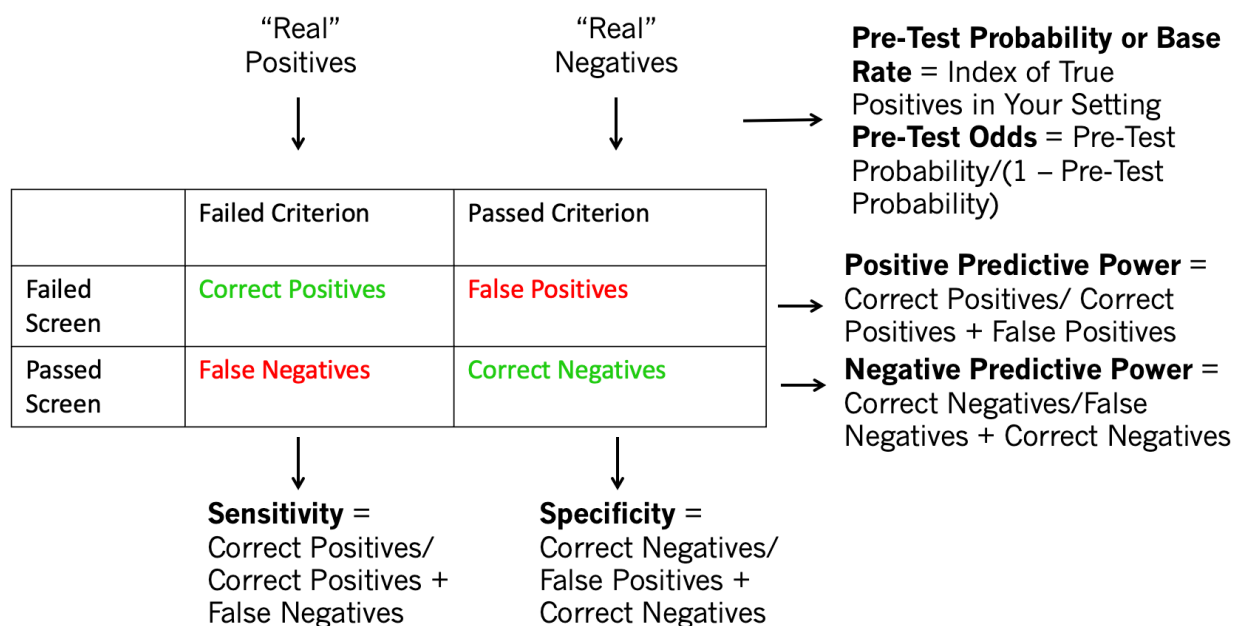 “Real”
Positives
“Real”
Negatives
Pre-Test Probability or Base
Rate = Index of True
Positives in Your Setting
Pre-Test Odds = Pre-Test
Probability/(1 – Pre-Test
Probability)
Failed Criterion
Passed Criterion
Failed
Screen
Correct Positives
False Positives
Positive Predictive Power =
Correct Positives/ Correct
Positives + False Positives
Passed
Screen
False Negatives
Correct Negatives
Negative Predictive Power =
Correct Negatives/False
Negatives + Correct Negatives
Sensitivity =
Correct Positives/
Correct Positives +
False Negatives
Specificity =
Correct Negatives/
False Positives +
Correct Negatives